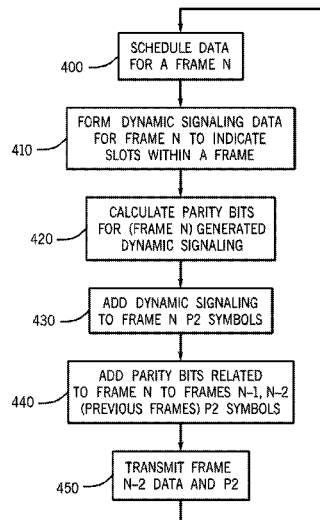 SCHEDULE DATA
FOR A FRAME N
400
FORM DYNAMIC SIGNALING DATA
FOR FRAME N TO INDICATE
SLOTS WITHIN A FRAME
410
CALCULATE PARITY BITS
FOR (FRAME N) GENERATED
DYNAMIC SIGNALING
420
ADD DYNAMIC SIGNALING
TO FRAME N P2 SYMBOLS
430
ADD PARITY BITS RELATED
TO FRAME N TO FRAMES N-1, N-2
(PREVIOUS FRAMES) P2 SYMBOLS
440
TRANSMIT FRAME
N-2 DATA AND P2
450